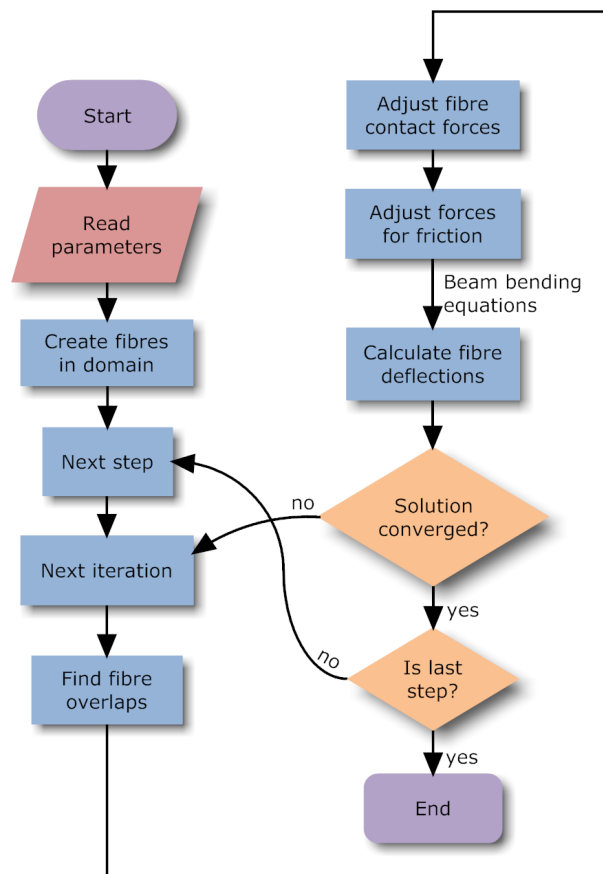 Start
Read
parameters
Create fibres
in domain
Next step
Next iteration
Find fibre
overlaps
Adjust fibre
contact forces
Adjust forces
for friction
Beam bending
equations
Calculate fibre
deflections
Solution
converged?
no
yes
Is last
step?
no
yes
End